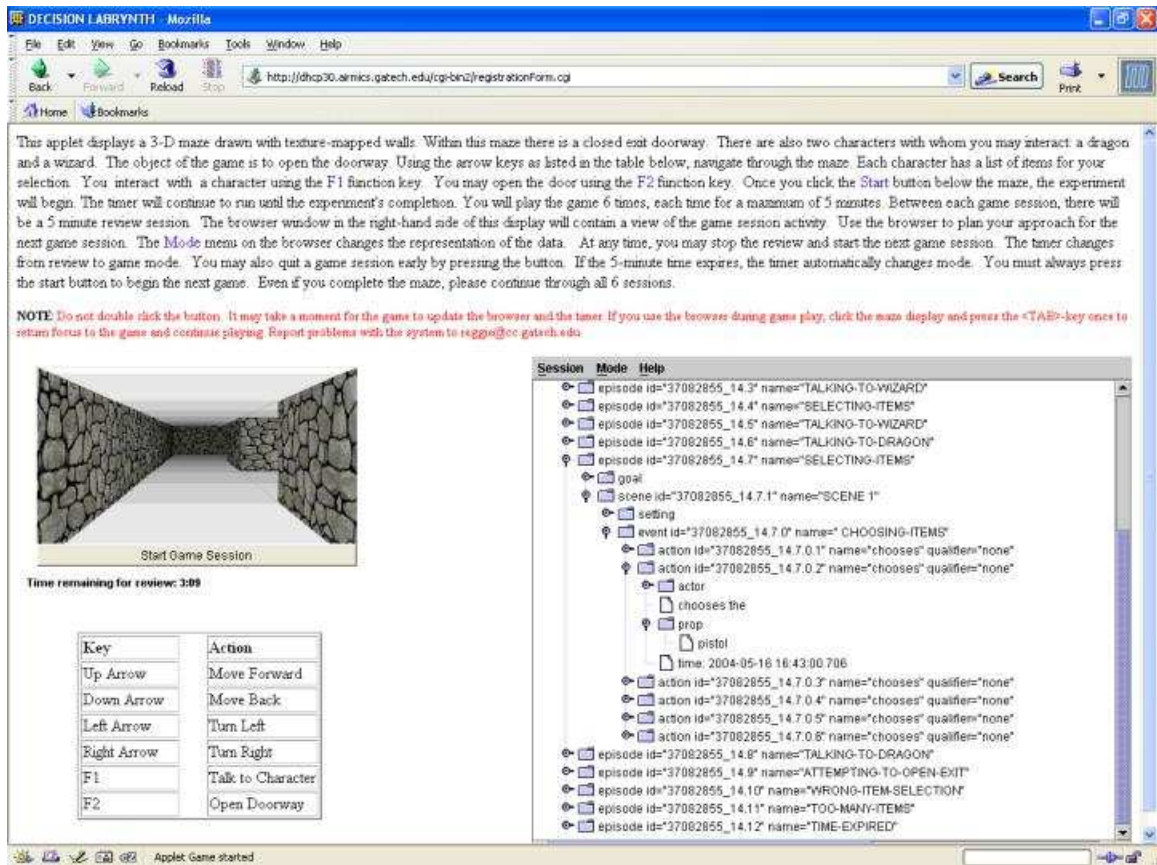 DECISION LABRYNTH - Mozilla
File Edit View Go Bookmarks Tools Window Help
Back Forward Reload Stop http://dhcp30.airmics.gatech.edu/cgi-bin2/registrationForm.cgi Search Print
Home Bookmarks
This applet displays a 3-D maze drawn with texture-mapped walls. Within this maze there is a closed exit doorway. There are also two characters with whom you may interact: a dragon
and a wizard. The object of the game is to open the doorway. Using the arrow keys as listed in the table below, navigate through the maze. Each character has a list of items for your
selection. You interact with a character using the F1 function key. You may open the door using the F2 function key. Once you click the Start button below the maze, the experiment
will begin. The timer will continue to run until the experiment's completion. You will play the game 6 times, each time for a maximum of 5 minutes. Between each game session, there will
be a 5 minute review session. The browser window in the right-hand side of this display will contain a view of the game session activity. Use the browser to plan your approach for the
next game session. The Mode menu on the browser changes the representation of the data. At any time, you may stop the review and start the next game session. The timer changes
from review to game mode. You may also quit a game session early by pressing the button. If the 5-minute time expires, the timer automatically changes mode. You must always press
the start button to begin the next game. Even if you complete the maze, please continue through all 6 sessions.
NOTE: Do not double click the button. It may take a moment for the game to update the browser and the timer. If you use the browser during game play, click the maze display and press the <TAB>-key once to
return focus to the game and continue playing. Report problems with the system to reggie@cc.gatech.edu
Start Game Session
Time remaining for review: 3:09
Key Action
Up Arrow Move Forward
Down Arrow Move Back
Left Arrow Turn Left
Right Arrow Turn Right
F1 Talk to Character
F2 Open Doorway
Session Mode Help
episode id="37082855_14.3" name="TALKING-TO-WIZARD"
episode id="37082855_14.4" name="SELECTING-ITEMS"
episode id="37082855_14.5" name="TALKING-TO-WIZARD"
episode id="37082855_14.6" name="TALKING-TO-DRAGON"
episode id="37082855_14.7" name="SELECTING-ITEMS"
goal
scene id="37082855_14.7.1" name="SCENE 1"
setting
event id="37082855_14.7.0" name=" CHOOSING-ITEMS"
action id="37082855_14.7.0.1" name="chooses" qualifier="none"
action id="37082855_14.7.0.2" name="chooses" qualifier="none"
actor
chooses the
prop
pistol
time: 2004-05-16 16:43:00.706
action id="37082855_14.7.0.3" name="chooses" qualifier="none"
action id="37082855_14.7.0.4" name="chooses" qualifier="none"
action id="37082855_14.7.0.5" name="chooses" qualifier="none"
action id="37082855_14.7.0.6" name="chooses" qualifier="none"
episode id="37082855_14.8" name="TALKING-TO-DRAGON"
episode id="37082855_14.9" name="ATTEMPTING-TO-OPEN-EXIT"
episode id="37082855_14.10" name="WRONG-ITEM-SELECTION"
episode id="37082855_14.11" name="TOO-MANY-ITEMS"
episode id="37082855_14.12" name="TIME-EXPIRED"
Applet Game started